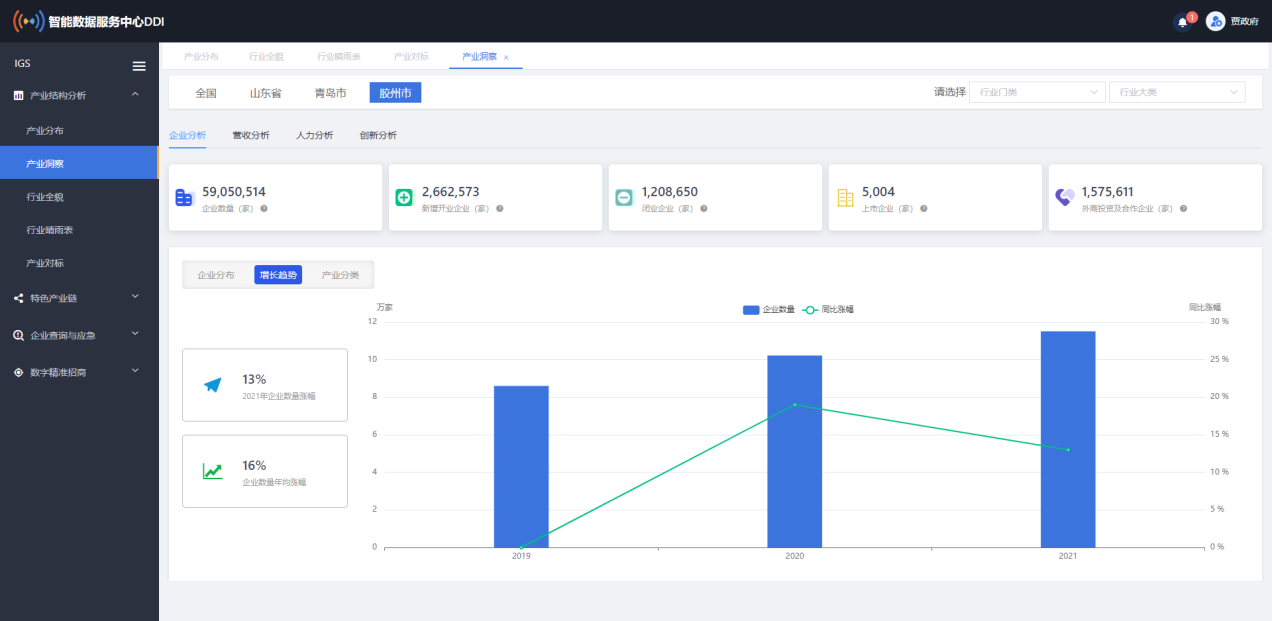 智能数据服务中心DDI
1
贾政府
IGS
产业结构分析
产业分布
产业洞察
行业全貌
行业晴雨表
产业对标
特色产业链
企业查询与应急
数字精准招商
产业分布 行业全貌 行业晴雨表 产业对标 产业洞察 ×
全国 山东省 青岛市 胶州市 请选择 行业门类 行业大类
企业分析 营收分析 人力分析 创新分析
59,050,514
企业数量（家）
2,662,573
新增开业企业（家）
1,208,650
闭业企业（家）
5,004
上市企业（家）
1,575,611
外商投资及合作企业（家）
企业分布 增长趋势 产业分类
13%
2021年企业数量涨幅
16%
企业数量年均涨幅
万家 企业数量 同比涨幅 同比涨幅
12 30 %
10 25 %
8 20 %
6 15 %
4 10 %
2 5 %
0 0 %
2019 2020 2021